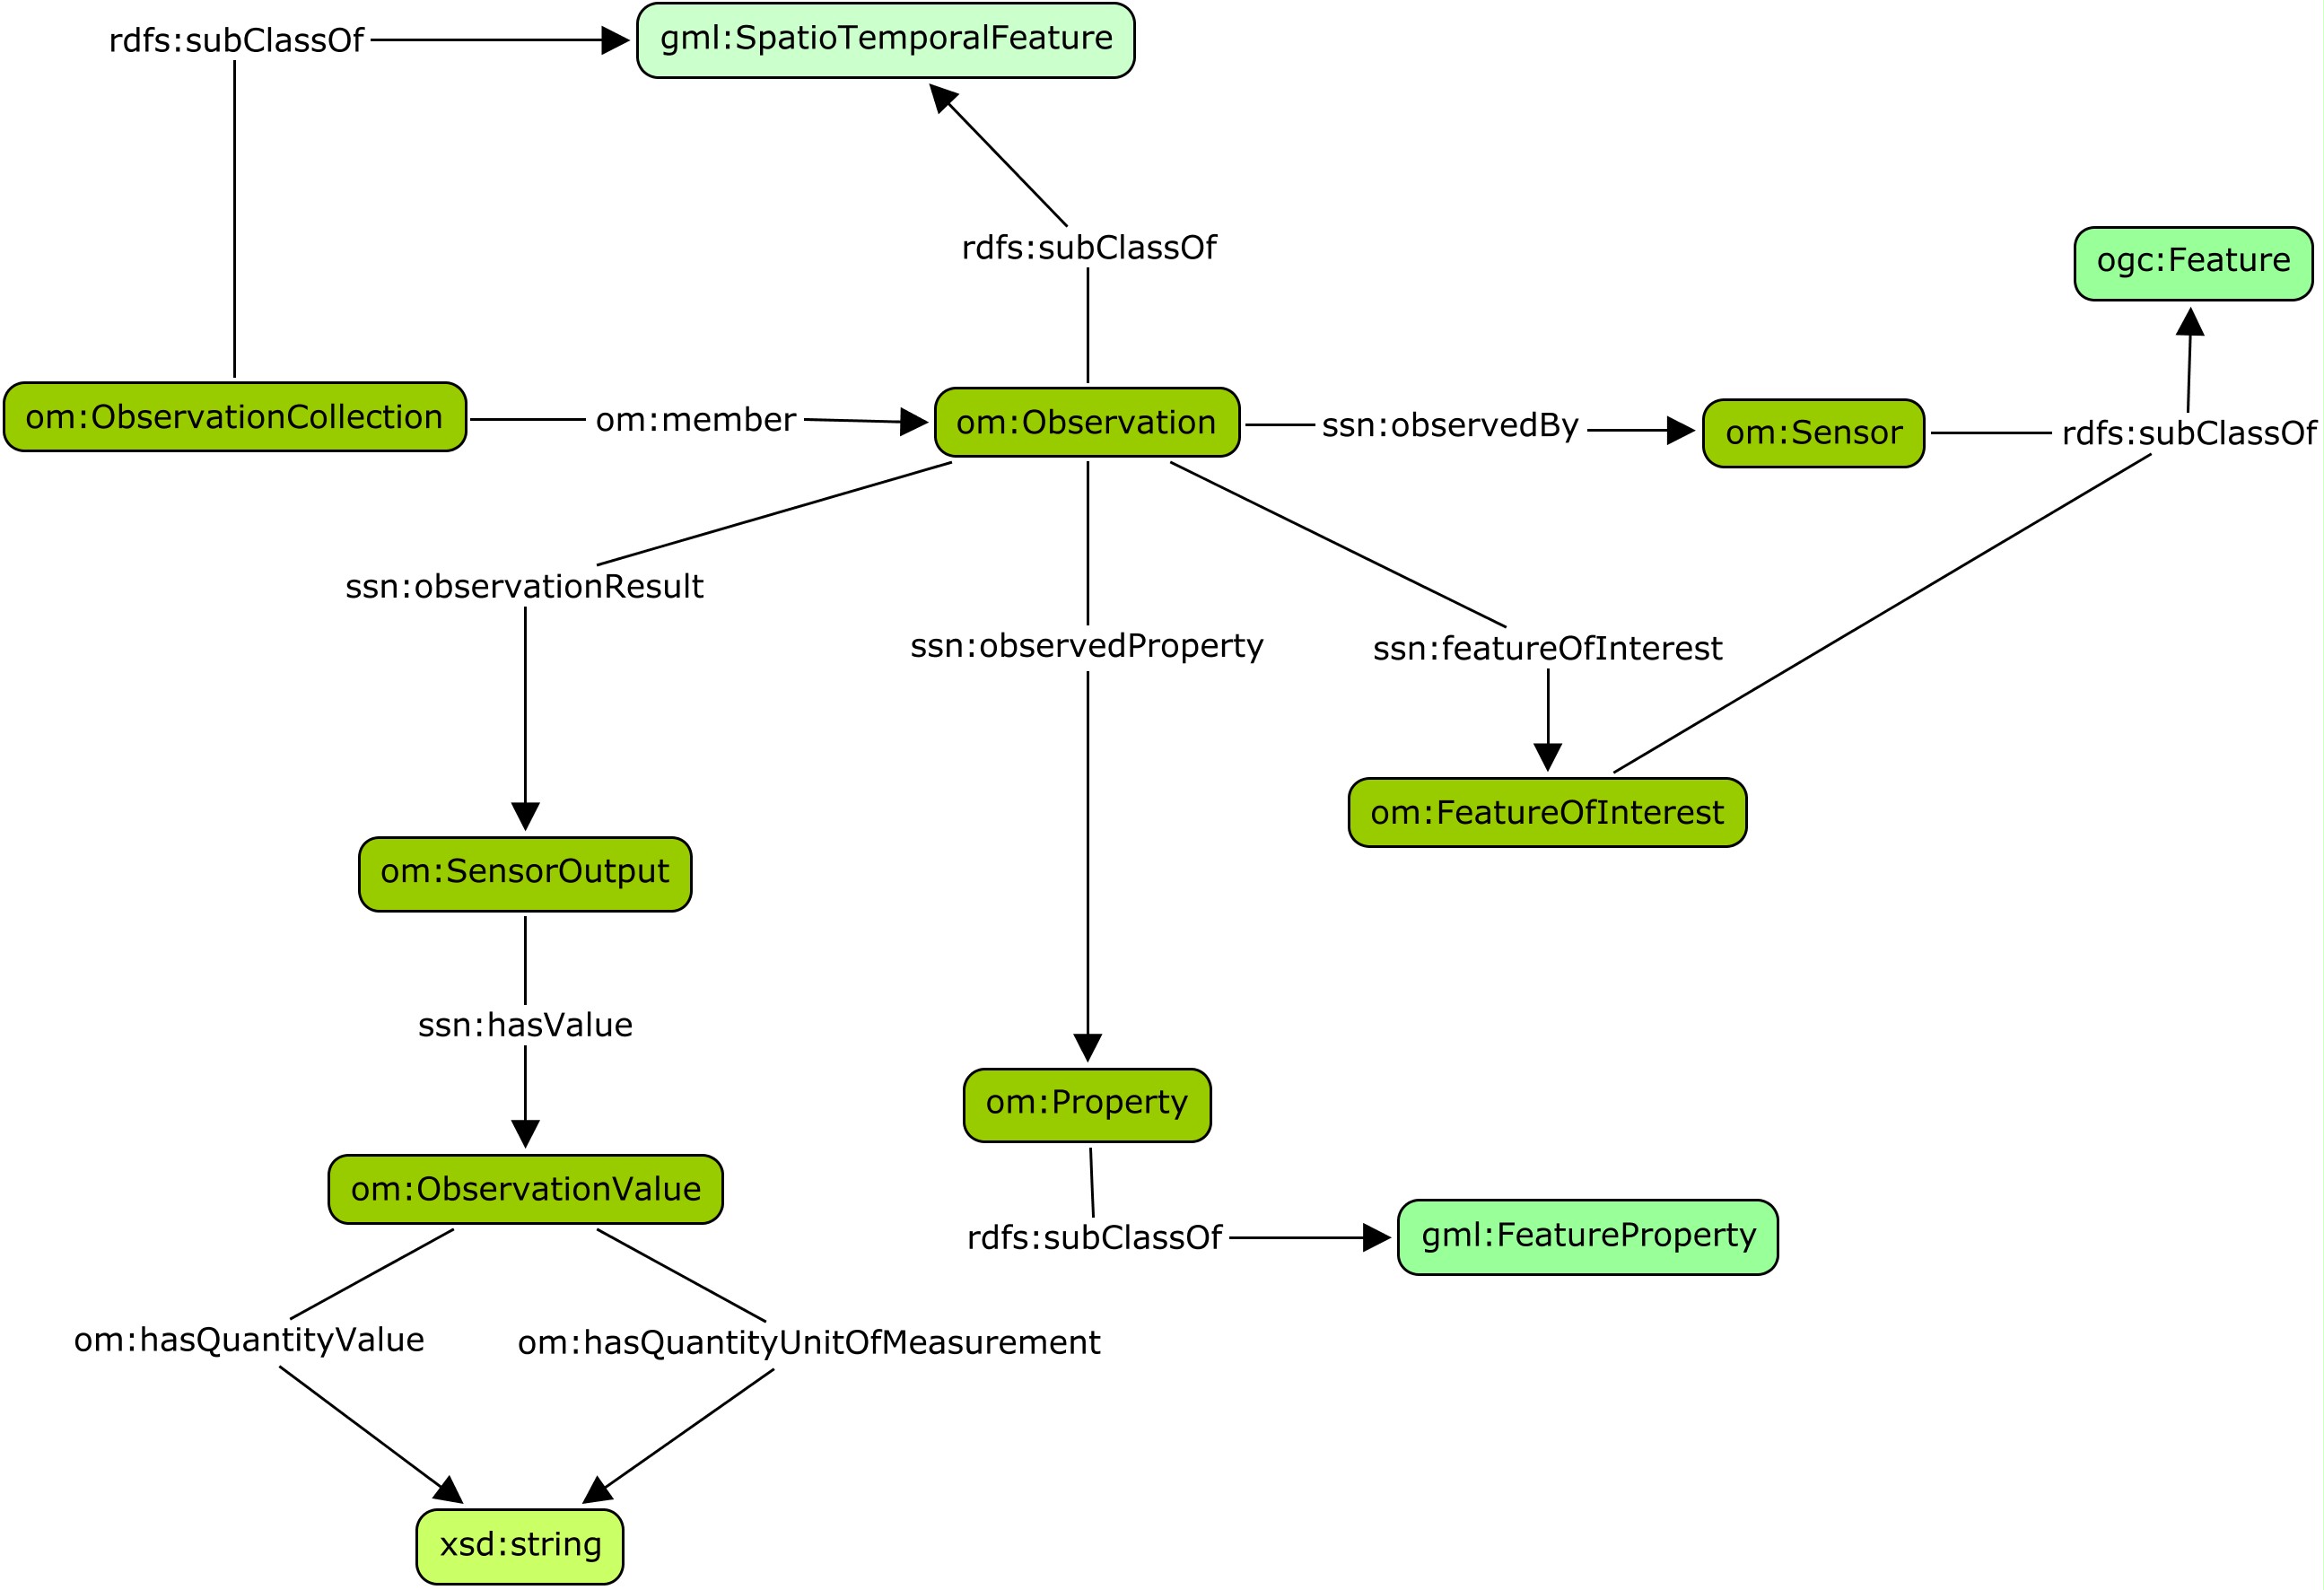 rdfs:subClassOf
gml:SpatioTemporalFeature
rdfs:subClassOf
ogc:Feature
om:ObservationCollection
om:member
om:Observation
ssn:observedBy
om:Sensor
rdfs:subClassOf
ssn:observationResult
ssn:observedProperty
ssn:featureOfInterest
om:FeatureOfInterest
om:SensorOutput
ssn:hasValue
om:Property
om:ObservationValue
rdfs:subClassOf
gml:FeatureProperty
om:hasQuantityValue
om:hasQuantityUnitOfMeasurement
xsd:string